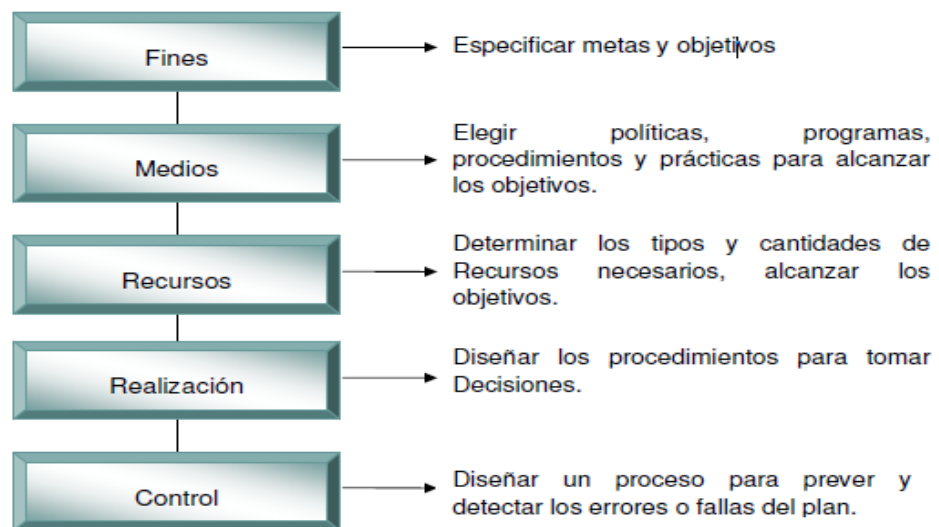 Fines
Especificar metas y objetivos
Medios
Elegir políticas, programas,
procedimientos y prácticas para alcanzar
los objetivos.
Recursos
Determinar los tipos y cantidades de
Recursos necesarios, alcanzar los
objetivos.
Realización
Diseñar los procedimientos para tomar
Decisiones.
Control
Diseñar un proceso para prever y
detectar los errores o fallas del plan.